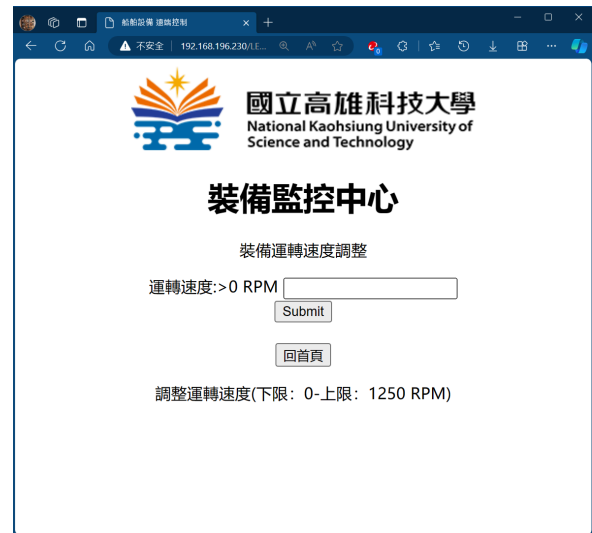 船舶設備 遠端控制
不安全
192.168.196.230/LE...
國立高雄科技大學
National Kaohsiung University of
Science and Technology
裝備監控中心
裝備運轉速度調整
運轉速度:>0 RPM
Submit
回首頁
調整運轉速度(下限：0-上限：1250 RPM)